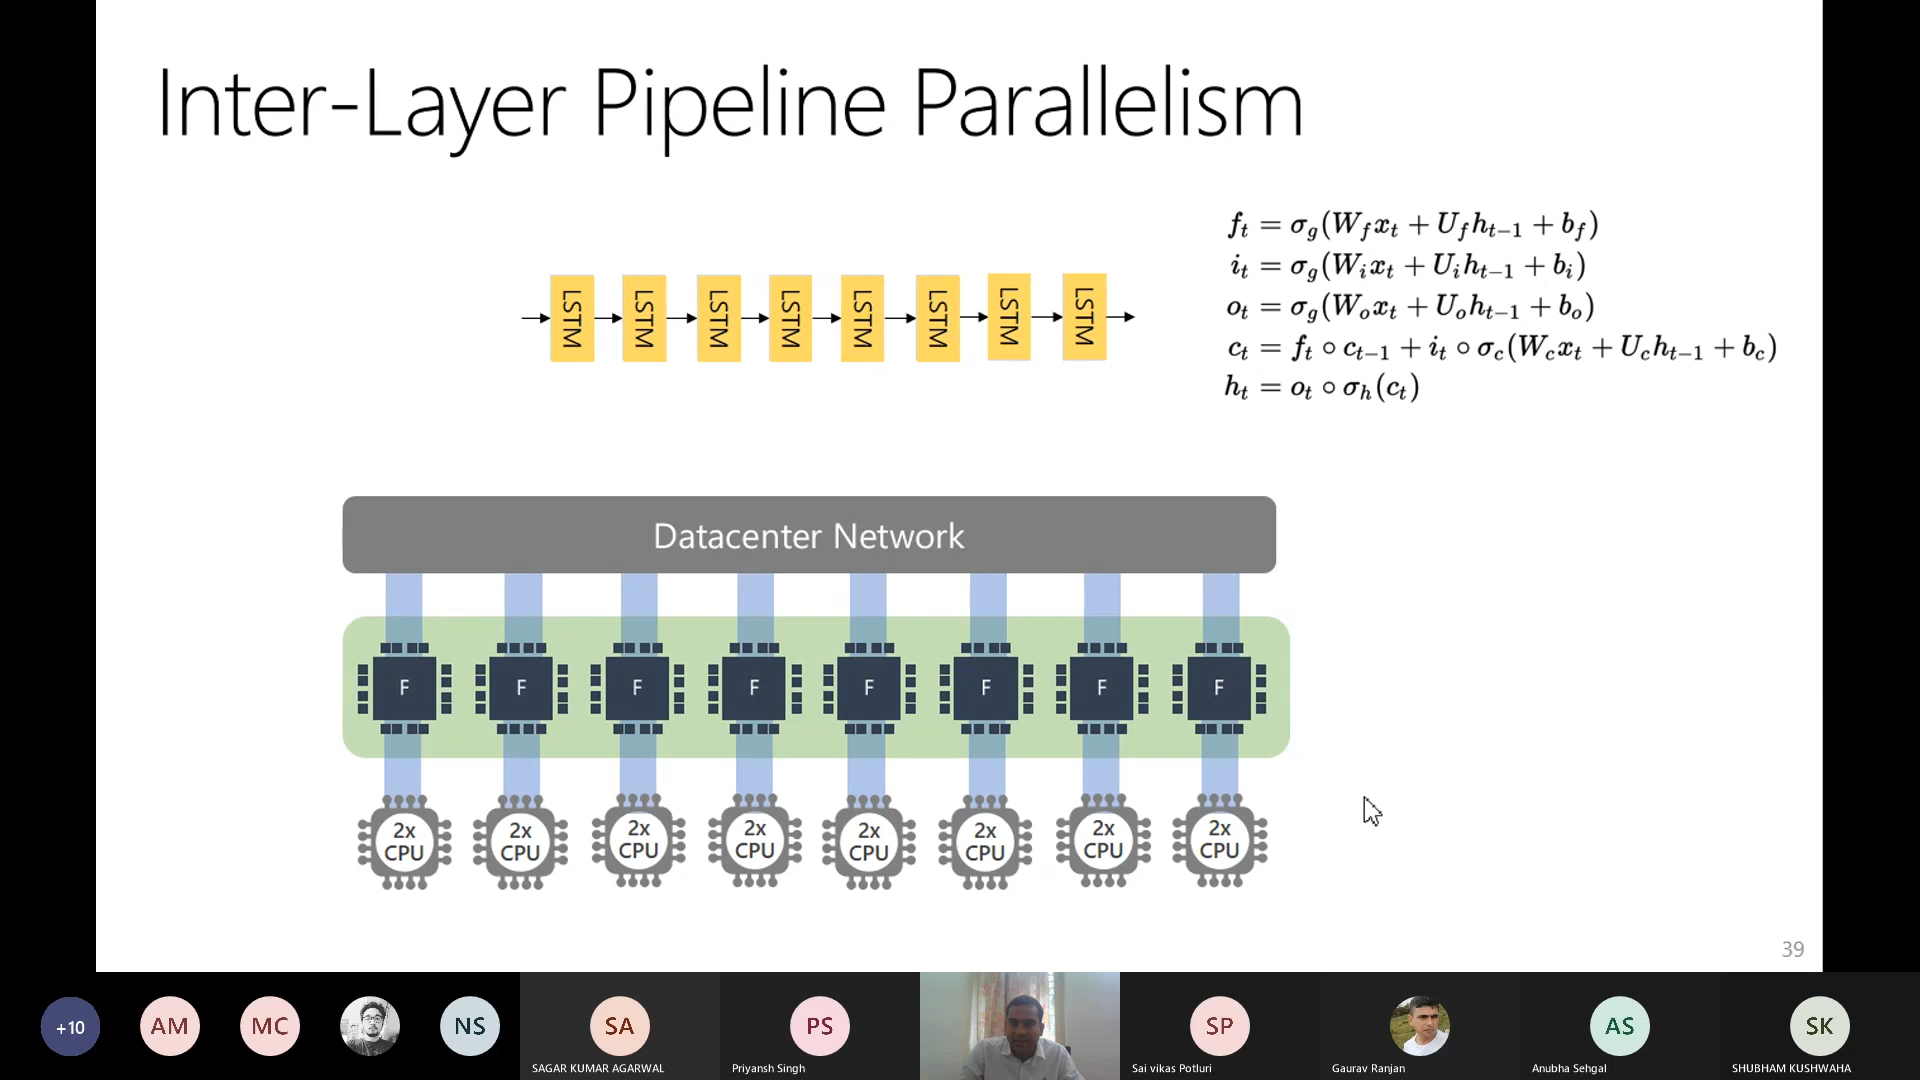 Inter-Layer Pipeline Parallelism
LSTM LSTM LSTM LSTM LSTM LSTM LSTM LSTM
f_t = σ_g(W_f x_t + U_f h_{t−1} + b_f)
i_t = σ_g(W_i x_t + U_i h_{t−1} + b_i)
o_t = σ_g(W_o x_t + U_o h_{t−1} + b_o)
c_t = f_t ∘ c_{t−1} + i_t ∘ σ_c(W_c x_t + U_c h_{t−1} + b_c)
h_t = o_t ∘ σ_h(c_t)
Datacenter Network
F F F F F F F F
2x 2x 2x 2x 2x 2x 2x 2x
CPU CPU CPU CPU CPU CPU CPU CPU
39
+10 AM MC NS SA PS SP AS SK
SAGAR KUMAR AGARWAL Priyansh Singh Sai vikas Potluri Gaurav Ranjan Anubha Sehgal SHUBHAM KUSHWAHA